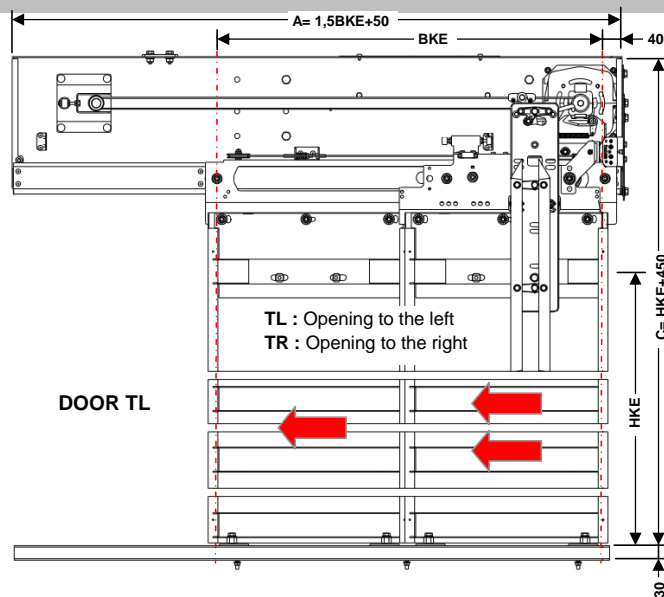 A= 1,5BKE+50
BKE
40
TL : Opening to the left
TR : Opening to the right
DOOR TL
HKE
C= HKE+450
30